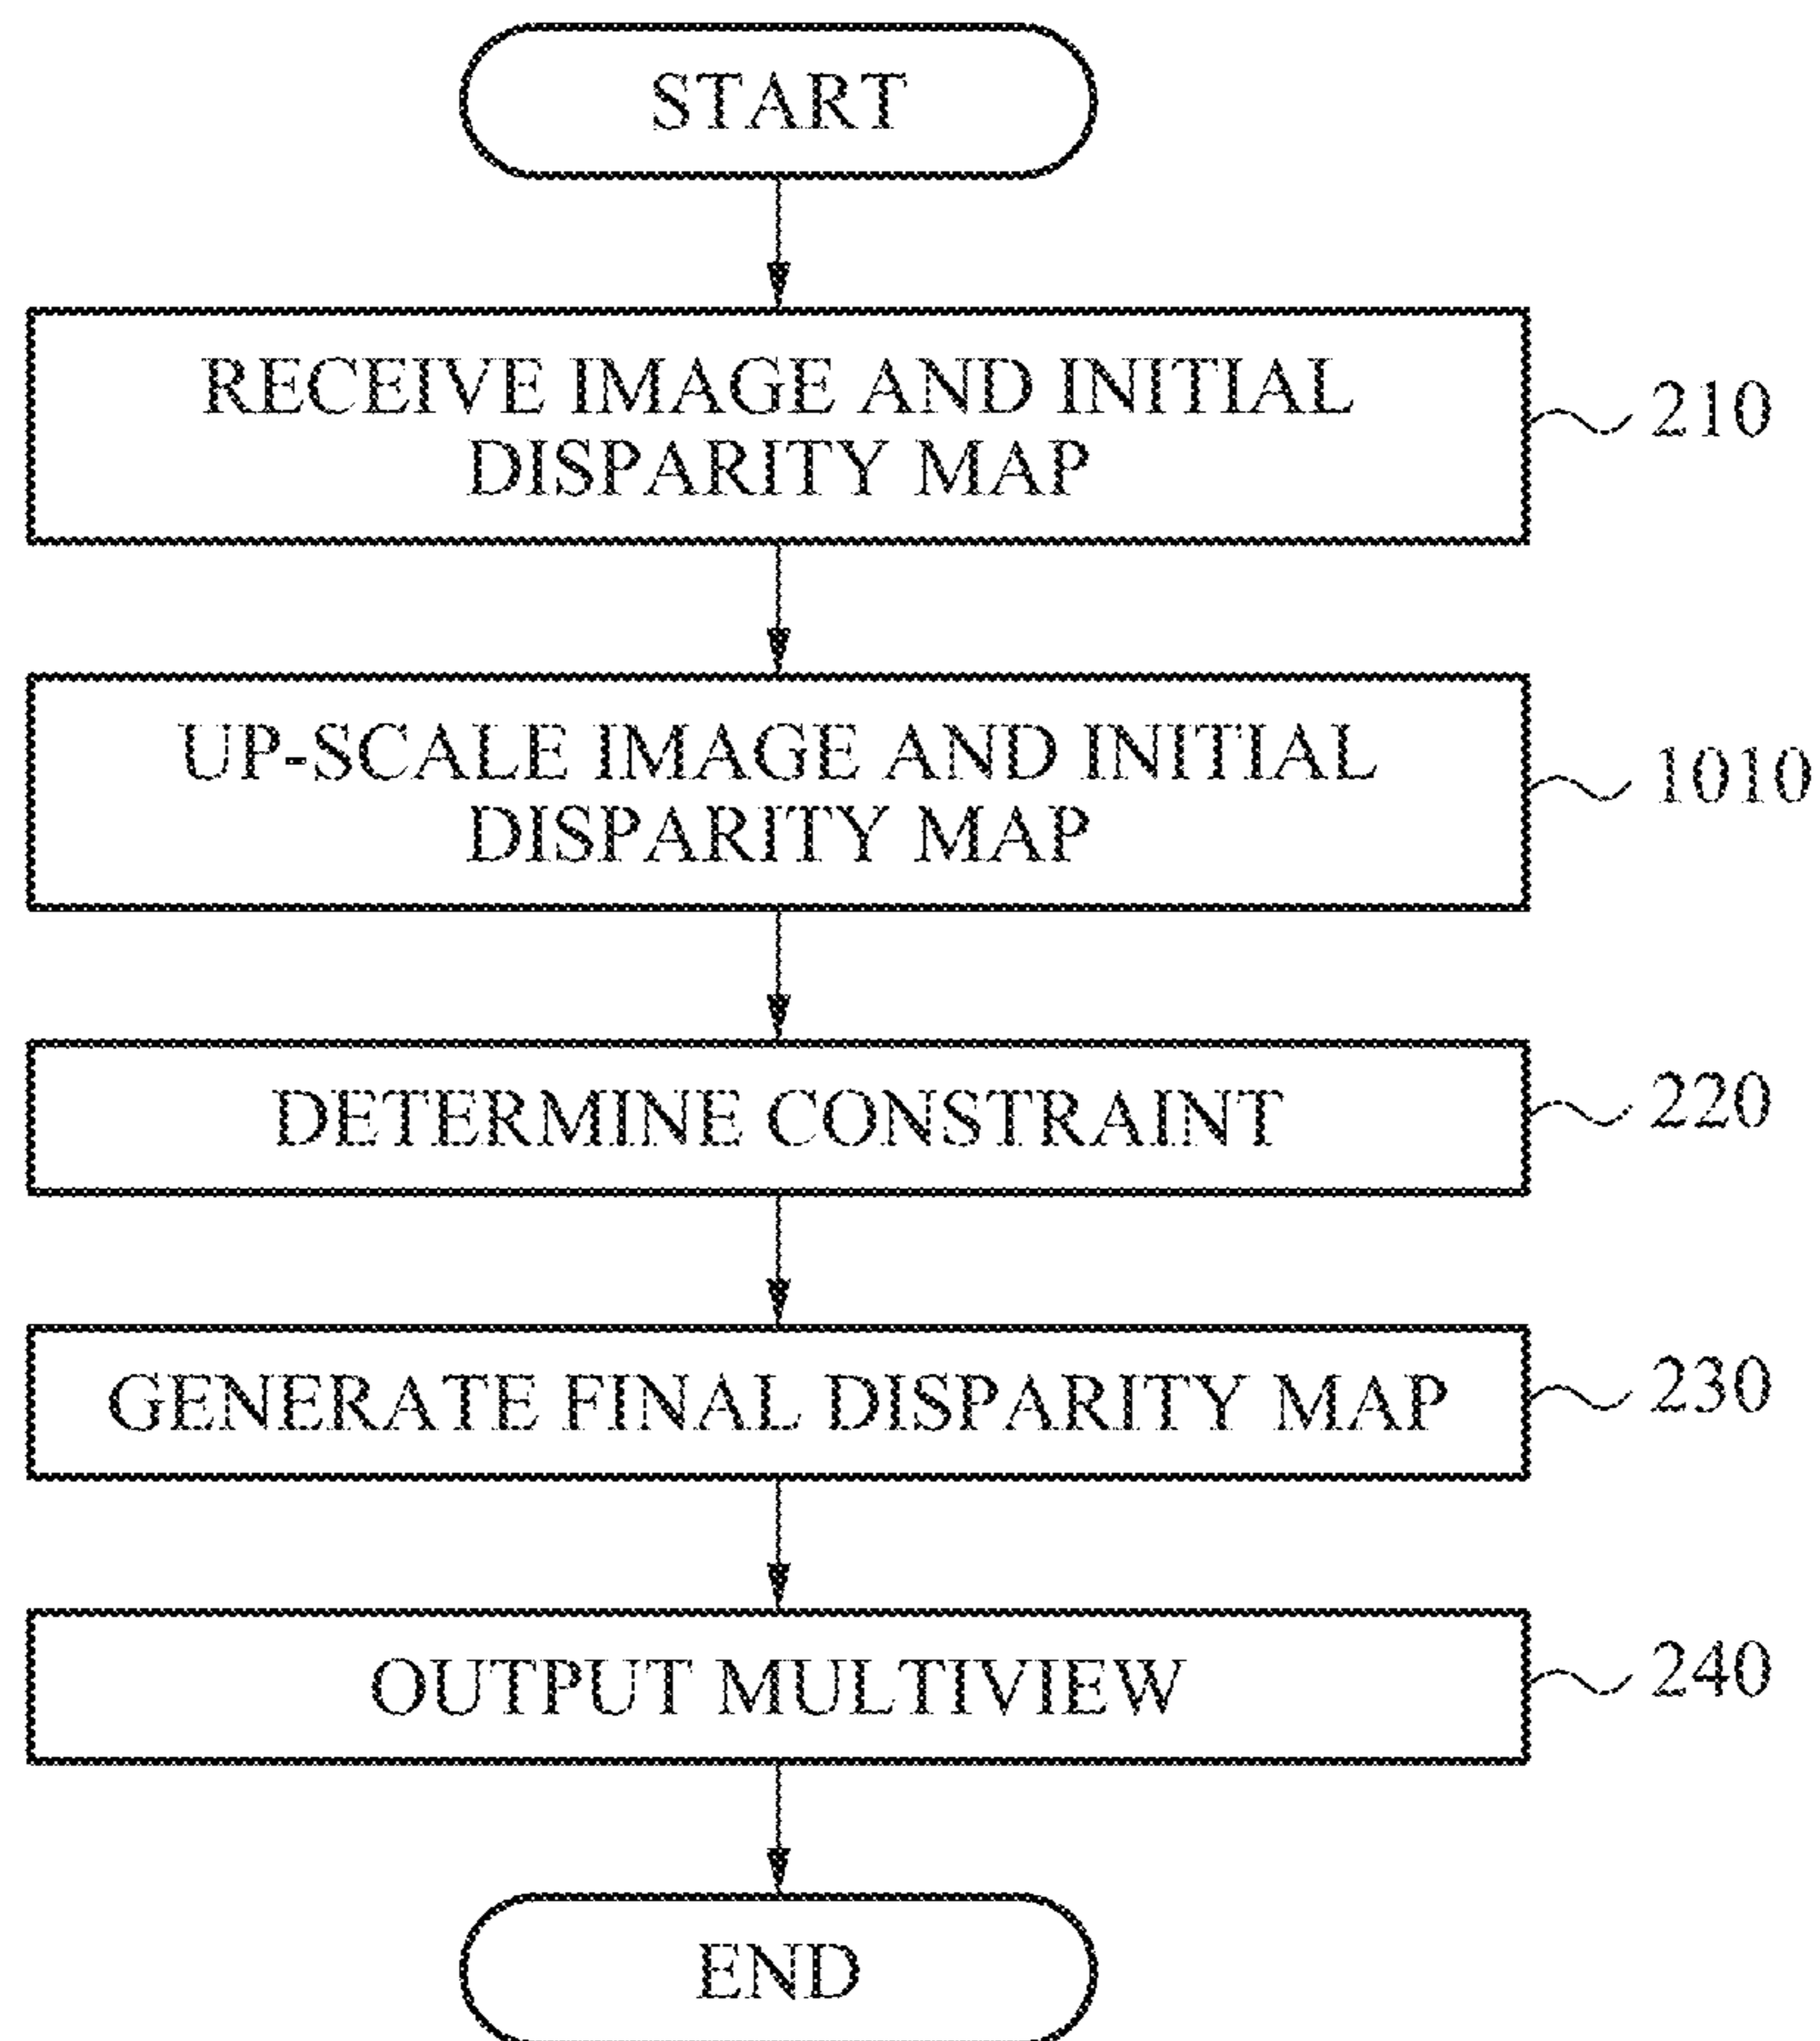 START
RECEIVE IMAGE AND INITIAL
DISPARITY MAP
210
UP-SCALE IMAGE AND INITIAL
DISPARITY MAP
1010
DETERMINE CONSTRAINT
220
GENERATE FINAL DISPARITY MAP
230
OUTPUT MULTIVIEW
240
END